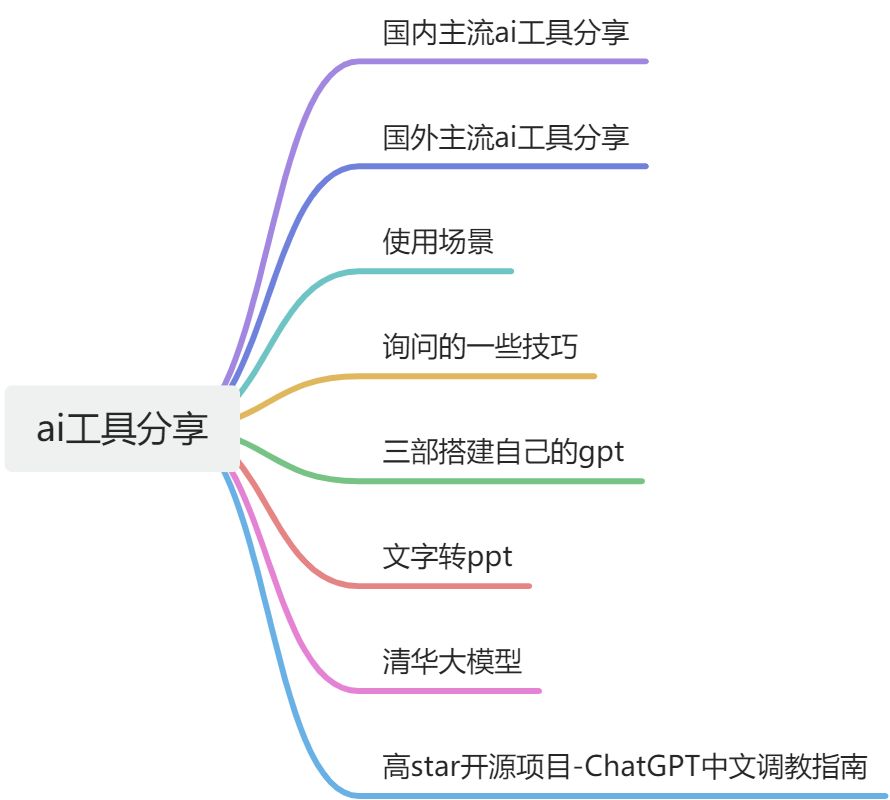 国内主流ai工具分享
国外主流ai工具分享
使用场景
询问的一些技巧
ai工具分享
三部搭建自己的gpt
文字转ppt
清华大模型
高star开源项目-ChatGPT中文调教指南